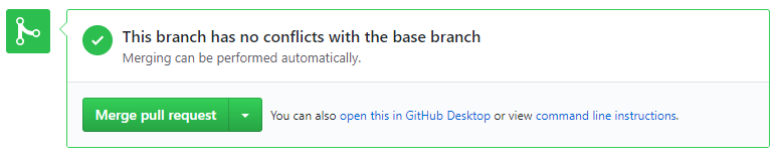 This branch has no conflicts with the base branch
Merging can be performed automatically.
Merge pull request You can also open this in GitHub Desktop or view command line instructions.